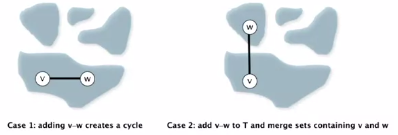 w
v
w
v
Case 1: adding v–w creates a cycle
Case 2: add v–w to T and merge sets containing v and w